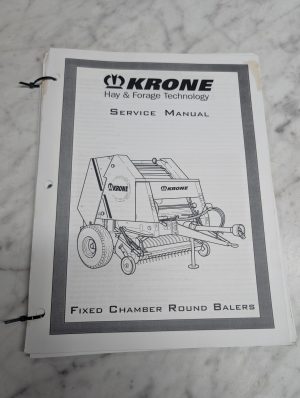 KRONE
Hay & Forage Technology
SERVICE MANUAL
KRONE
KRONE
FIXED CHAMBER ROUND BALERS